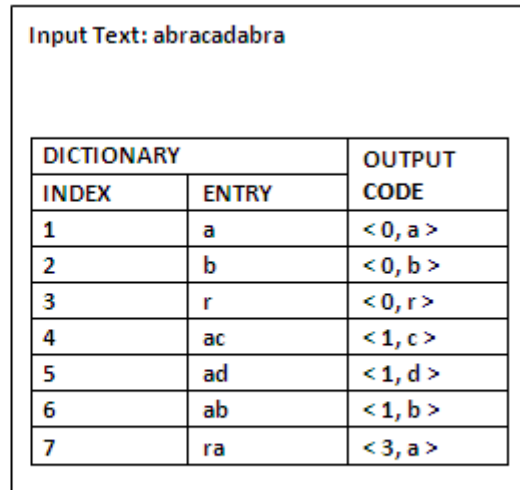 Input Text: abracadabra
DICTIONARY OUTPUT CODE
INDEX ENTRY
1 a < 0, a >
2 b < 0, b >
3 r < 0, r >
4 ac < 1, c >
5 ad < 1, d >
6 ab < 1, b >
7 ra < 3, a >